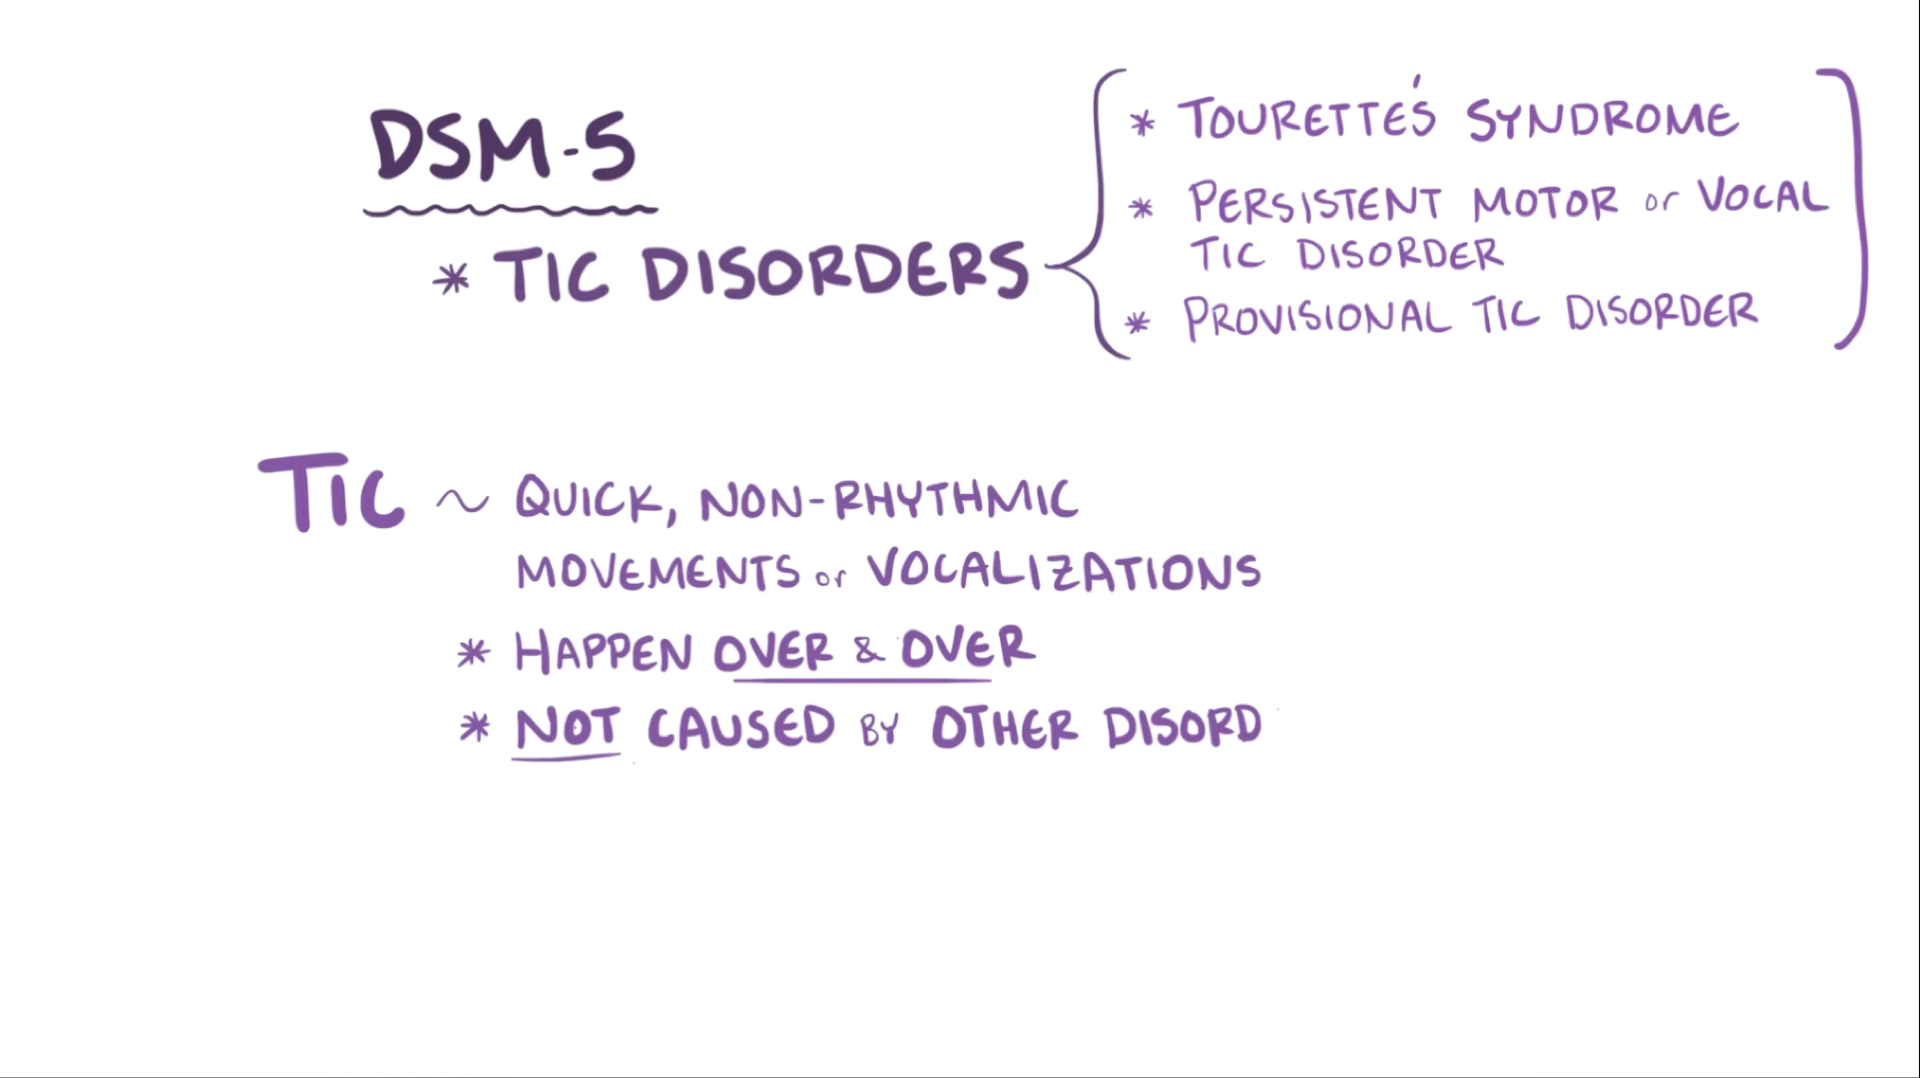 DSM-5
* TIC DISORDERS
* TOURETTE'S SYNDROME
* PERSISTENT MOTOR or VOCAL
TIC DISORDER
* PROVISIONAL TIC DISORDER
TIC ~ QUICK, NON-RHYTHMIC
MOVEMENTS or VOCALIZATIONS
* HAPPEN OVER & OVER
* NOT CAUSED BY OTHER DISORD